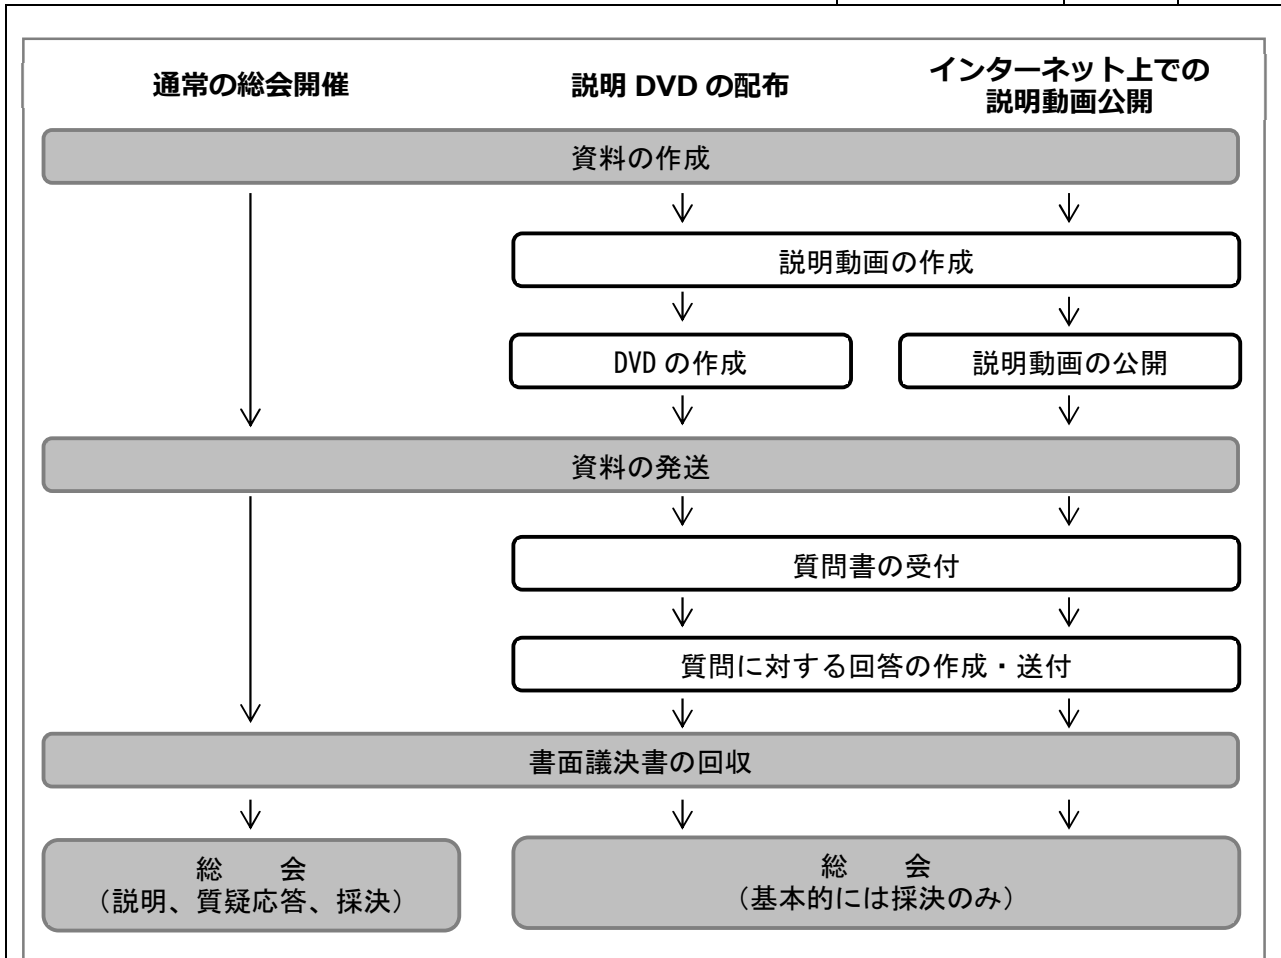 通常の総会開催
説明 DVD の配布
インターネット上での
説明動画公開
資料の作成
説明動画の作成
DVD の作成
説明動画の公開
資料の発送
質問書の受付
質問に対する回答の作成・送付
書面議決書の回収
総　　会
（説明、質疑応答、採決）
総　　会
（基本的には採決のみ）